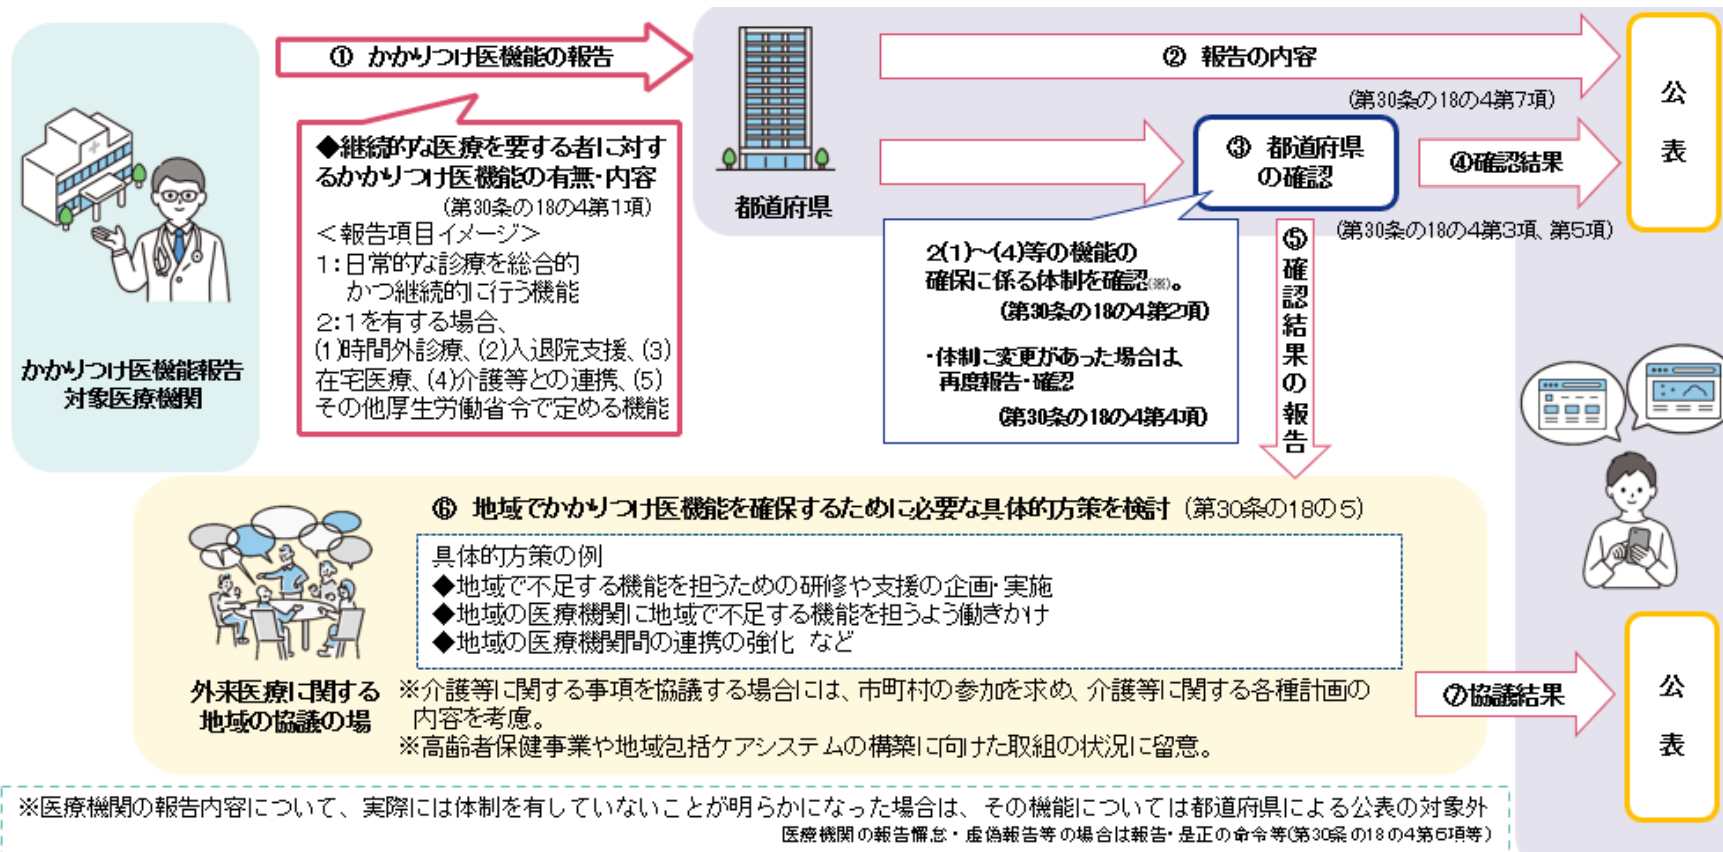 ① かかりつけ医機能の報告
② 報告の内容
(第30条の18の4第7項)
公
表
◆継続的な医療を要する者に対す
るかかりつけ医機能の有無・内容
(第30条の18の4第1項)
＜報告項目イメージ＞
1：日常的な診療を総合的
かつ継続的に行う機能
2：1を有する場合、
(1)時間外診療、(2)入退院支援、(3)
在宅医療、(4)介護等との連携、(5)
その他厚生労働省令で定める機能
かかりつけ医機能報告
対象医療機関
都道府県
③ 都道府県
の確認
④確認結果
(第30条の18の4第3項、第5項)
2(1)～(4)等の機能の
確保に係る体制を確認(※)。
(第30条の18の4第2項)
・体制に変更があった場合は
再度報告・確認
(第30条の18の4第4項)
⑤確認結果の報告
⑥ 地域でかかりつけ医機能を確保するために必要な具体的方策を検討（第30条の18の5）
具体的方策の例
◆地域で不足する機能を担うための研修や支援の企画・実施
◆地域の医療機関に地域で不足する機能を担うよう働きかけ
◆地域の医療機関間の連携の強化 など
外来医療に関する
地域の協議の場
※介護等に関する事項を協議する場合には、市町村の参加を求め、介護等に関する各種計画の
内容を考慮。
※高齢者保健事業や地域包括ケアシステムの構築に向けた取組の状況に留意。
⑦協議結果
公
表
※医療機関の報告内容について、実際には体制を有していないことが明らかになった場合は、その機能については都道府県による公表の対象外
医療機関の報告懈怠・虚偽報告等の場合は報告・是正の命令等(第30条の18の4第6項等)